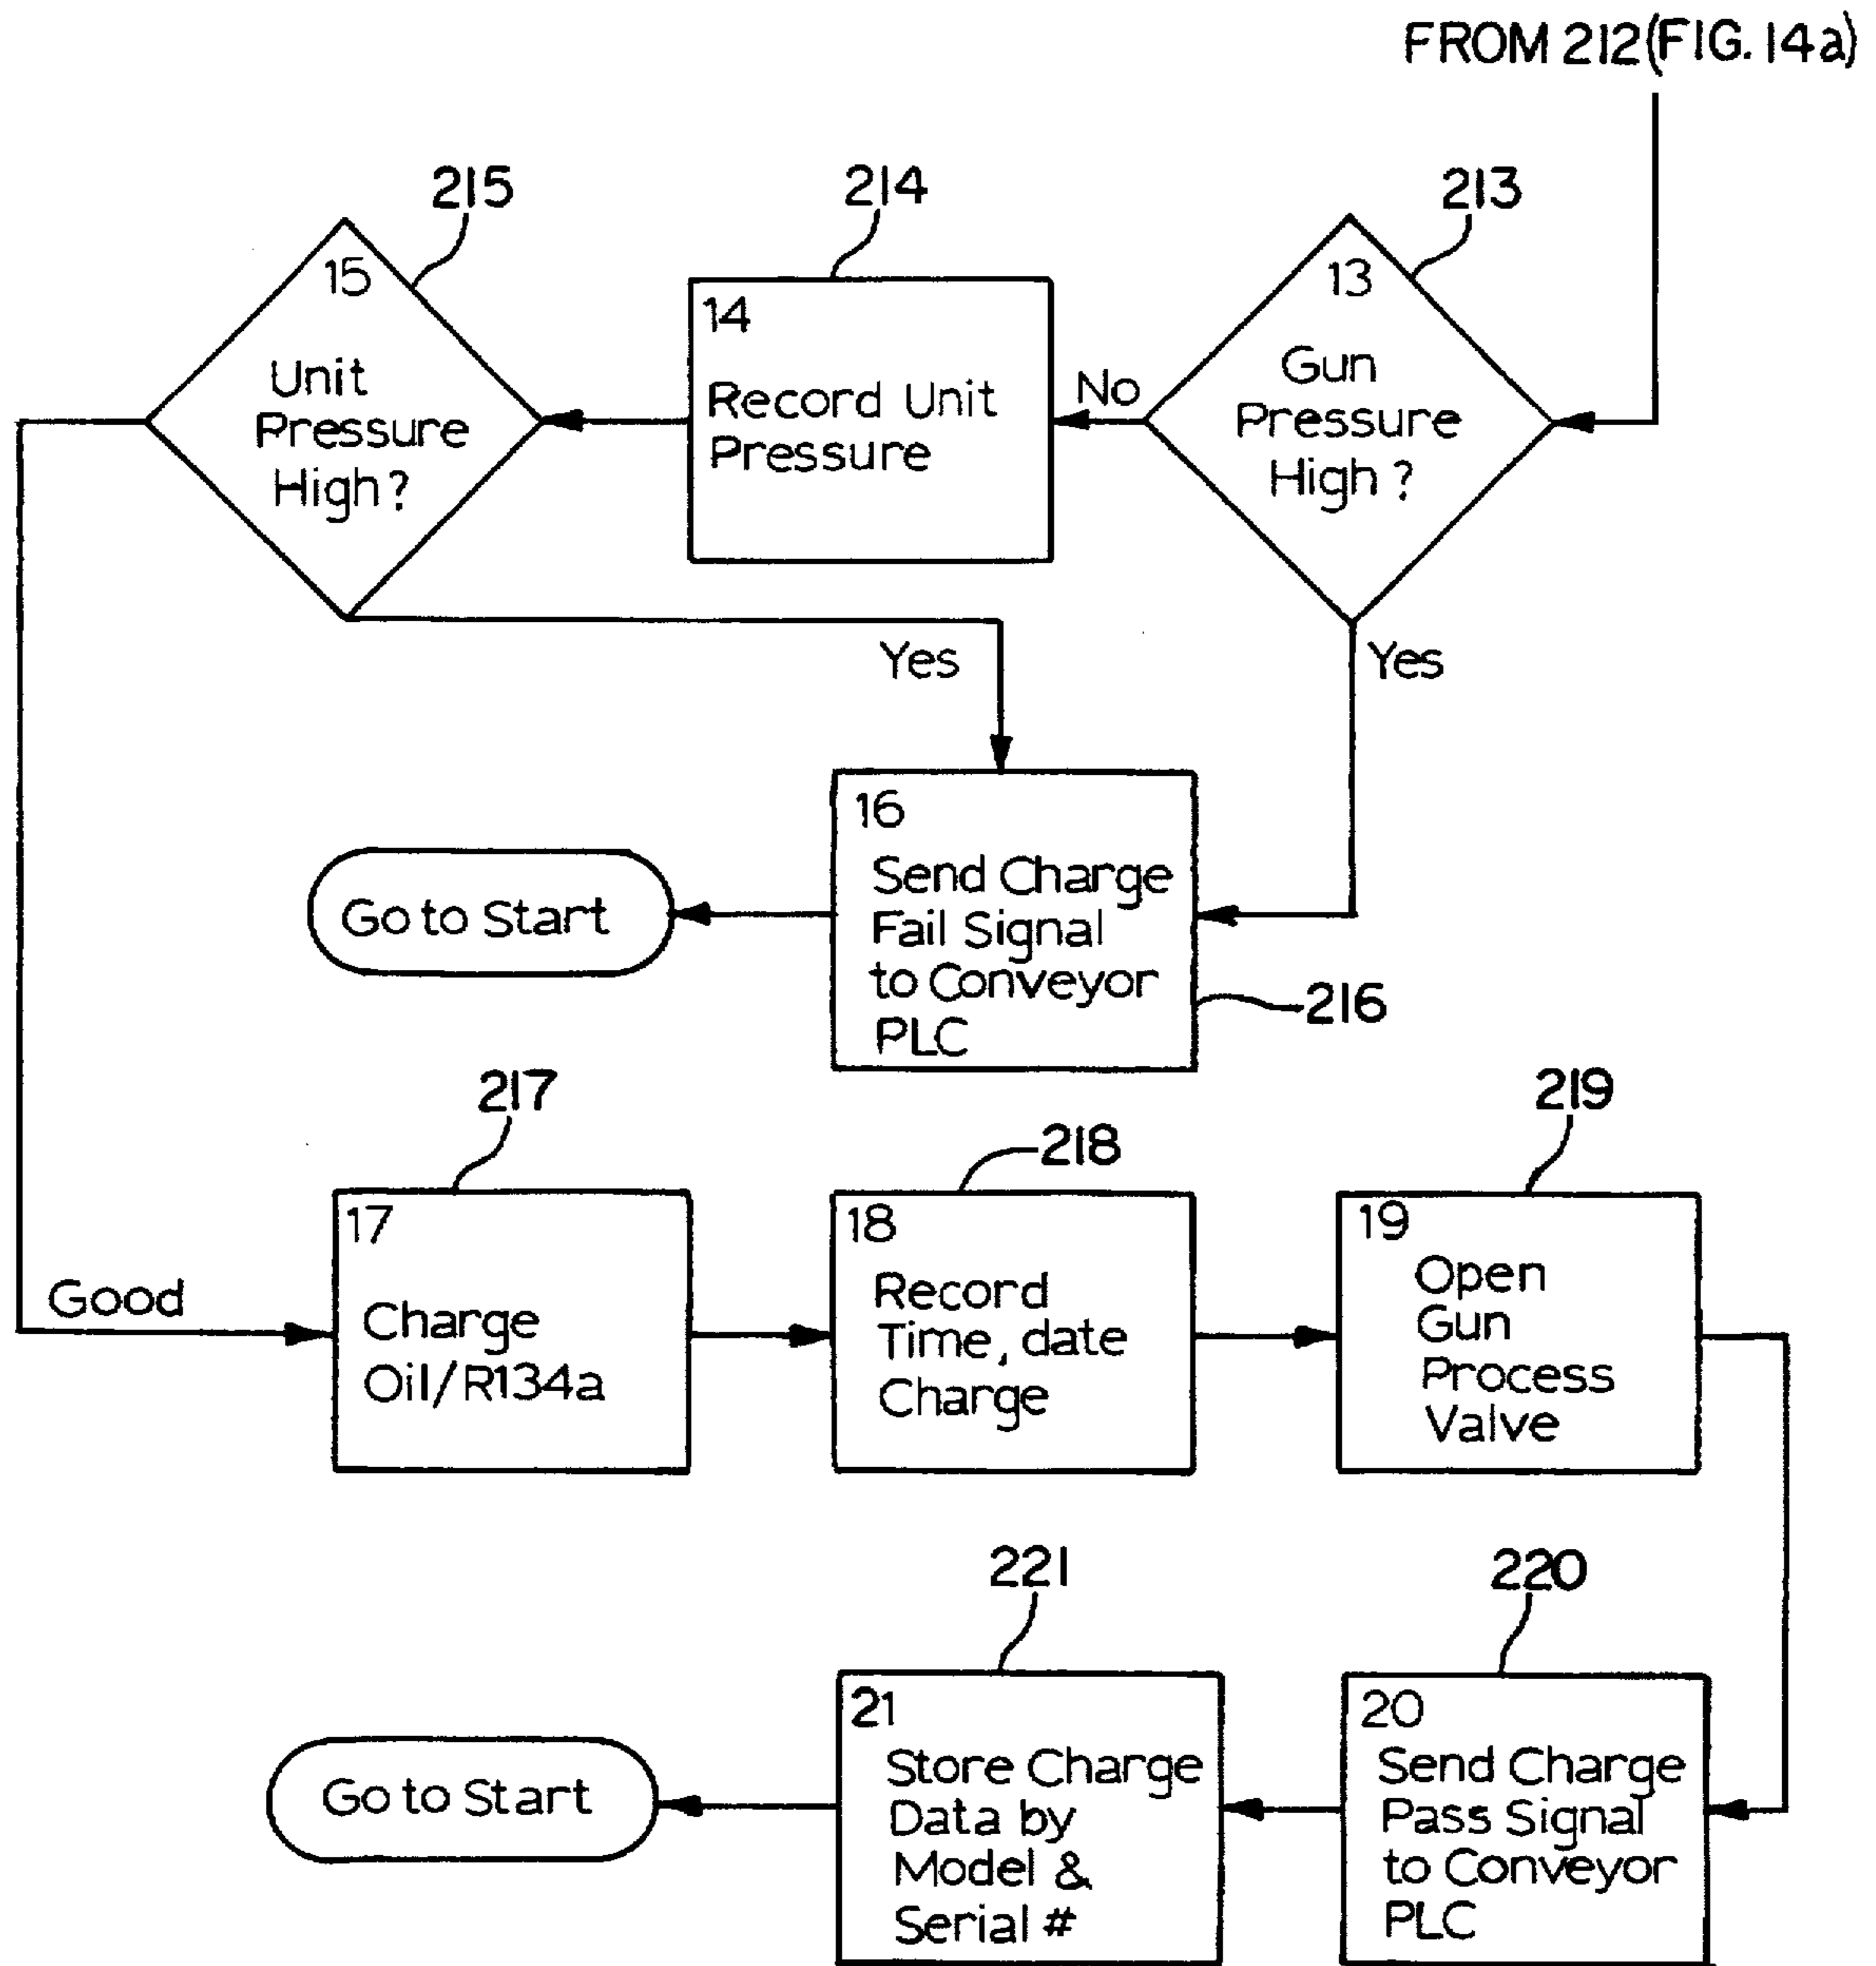 FROM 212 (FIG. 14a)
215
214
213
15
Unit
Pressure
High?
14
Record Unit
Pressure
No
13
Gun
Pressure
High?
Yes
Yes
16
Send Charge
Fail Signal
to Conveyor
PLC
216
Go to Start
217
218
219
Good
17
Charge
Oil/R134a
18
Record
Time, date
Charge
19
Open
Gun
Process
Valve
221
220
Go to Start
21
Store Charge
Data by
Model &
Serial #
20
Send Charge
Pass Signal
to Conveyor
PLC